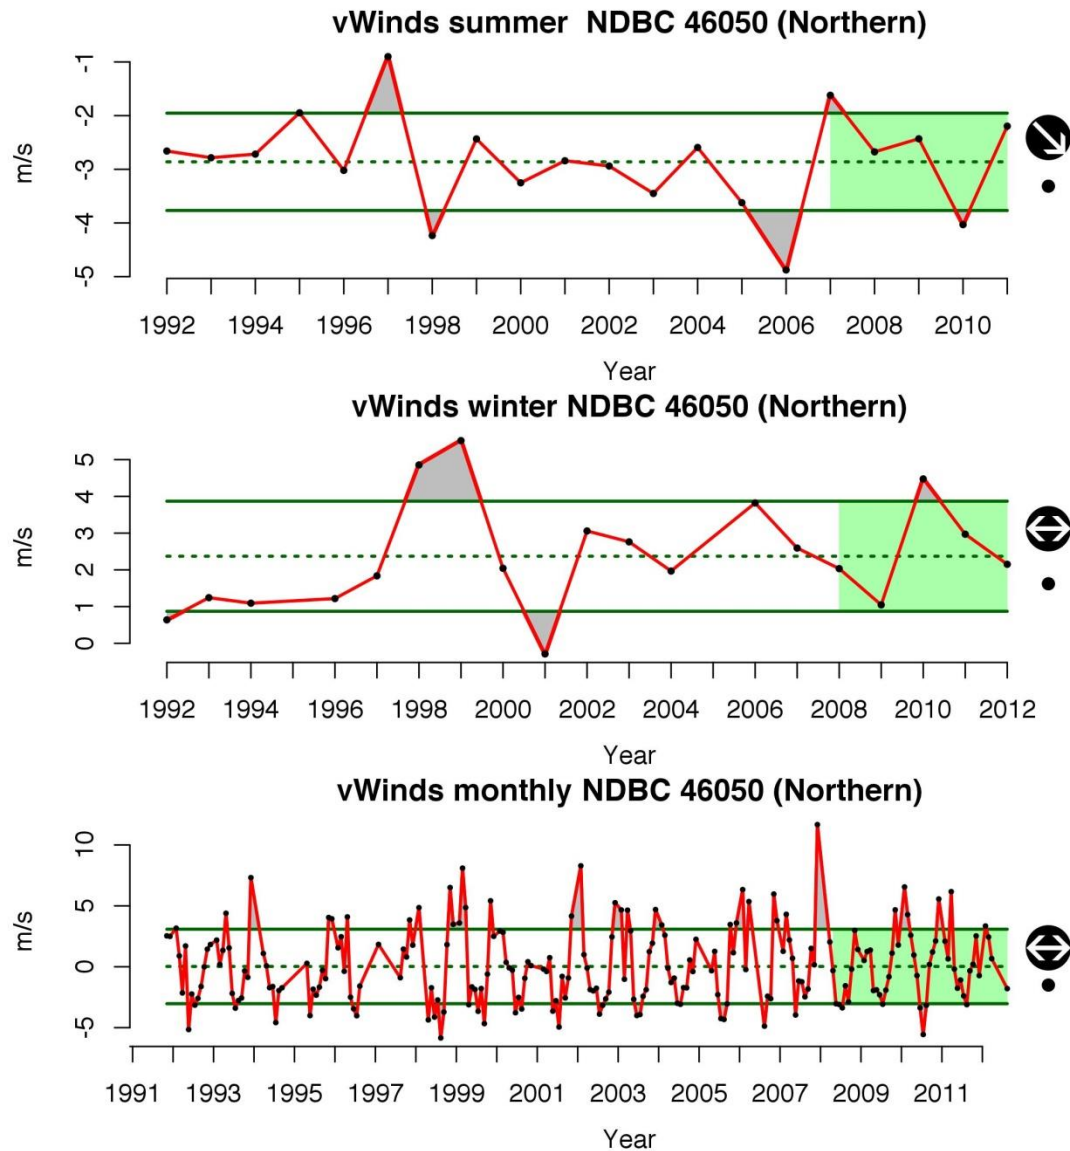 vWinds summer  NDBC 46050 (Northern)
-1
-2
-3
-4
-5
m/s
1992 1994 1996 1998 2000 2002 2004 2006 2008 2010
Year
vWinds winter NDBC 46050 (Northern)
5
4
3
2
1
0
m/s
1992 1994 1996 1998 2000 2002 2004 2006 2008 2010 2012
Year
vWinds monthly NDBC 46050 (Northern)
10
5
0
-5
m/s
1991 1993 1995 1997 1999 2001 2003 2005 2007 2009 2011
Year